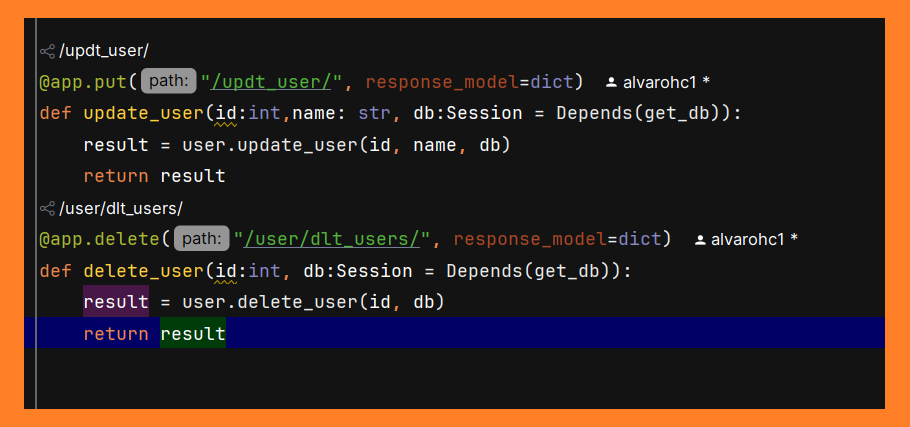 /updt_user/
@app.put( path: "/updt_user/", response_model=dict) alvarohc1 *
def update_user(id:int,name: str, db:Session = Depends(get_db)):
    result = user.update_user(id, name, db)
    return result
/user/dlt_users/
@app.delete( path: "/user/dlt_users/", response_model=dict) alvarohc1 *
def delete_user(id:int, db:Session = Depends(get_db)):
    result = user.delete_user(id, db)
    return result